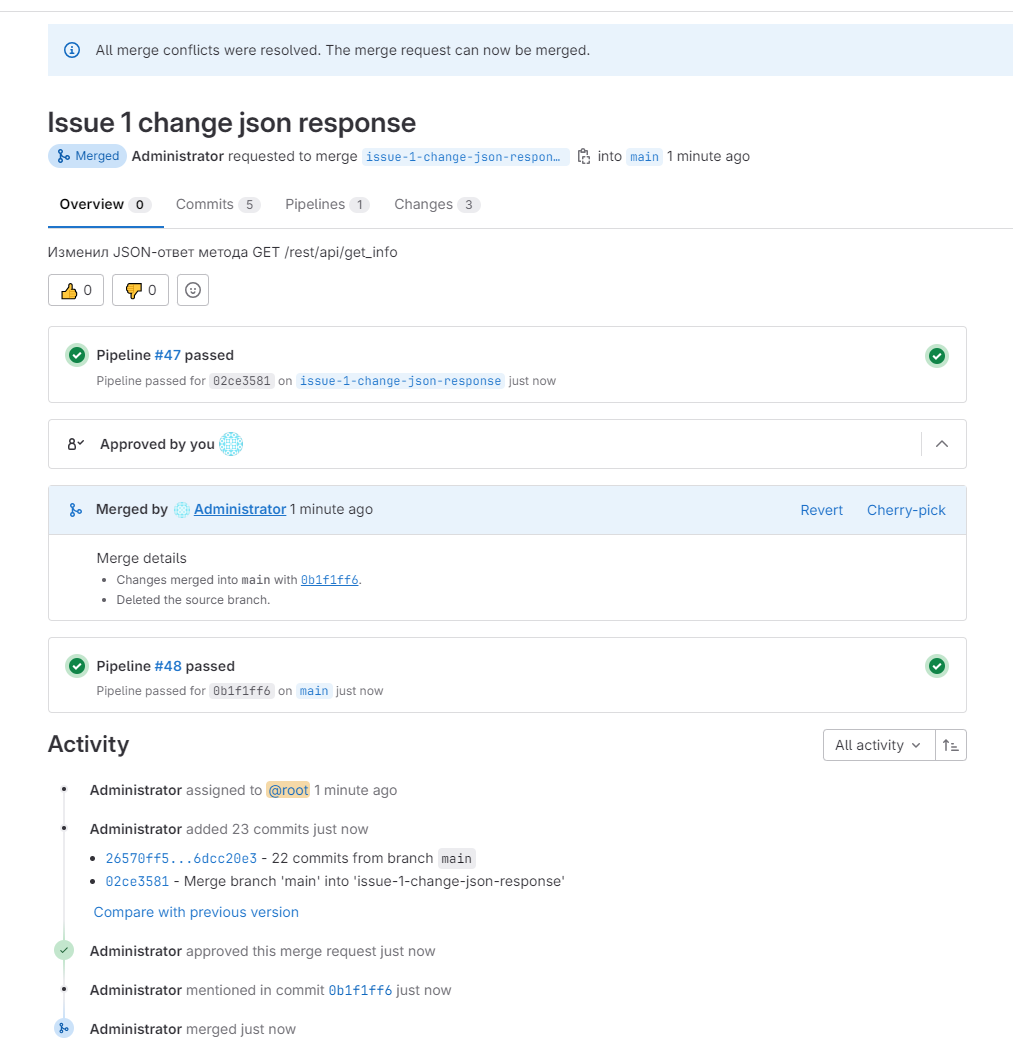 All merge conflicts were resolved. The merge request can now be merged.
Issue 1 change json response
Merged Administrator requested to merge issue-1-change-json-respon… into main 1 minute ago
Overview 0 Commits 5 Pipelines 1 Changes 3
Изменил JSON-ответ метода GET /rest/api/get_info
0 0
Pipeline #47 passed
Pipeline passed for 02ce3581 on issue-1-change-json-response just now
Approved by you
Merged by Administrator 1 minute ago Revert Cherry-pick
Merge details
Changes merged into main with 0b1f1ff6.
Deleted the source branch.
Pipeline #48 passed
Pipeline passed for 0b1f1ff6 on main just now
Activity All activity
Administrator assigned to @root 1 minute ago
Administrator added 23 commits just now
26570ff5...6dcc20e3 - 22 commits from branch main
02ce3581 - Merge branch 'main' into 'issue-1-change-json-response'
Compare with previous version
Administrator approved this merge request just now
Administrator mentioned in commit 0b1f1ff6 just now
Administrator merged just now